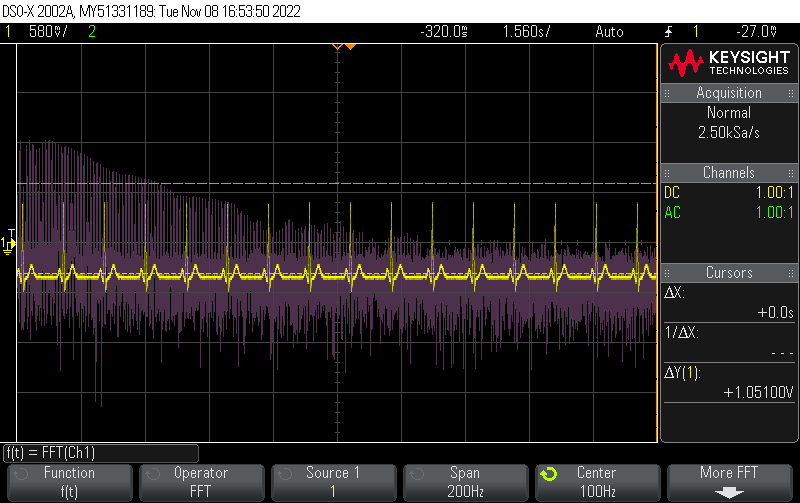 DSO-X 2002A, MY51331189: Tue Nov 08 16:53:50 2022
1 580㎷/ 2 -320.0ms 1.560s/ Auto 1 -27.0㎷
KEYSIGHT
TECHNOLOGIES
Acquisition
Normal
2.50kSa/s
Channels
DC 1.00:1
AC 1.00:1
Cursors
ΔX:
+0.0s
1/ΔX:
---
ΔY(1):
+1.05100V
T
1
f(t) = FFT(Ch1)
Function
f(t)
Operator
FFT
Source 1
1
Span
200Hz
Center
100Hz
More FFT